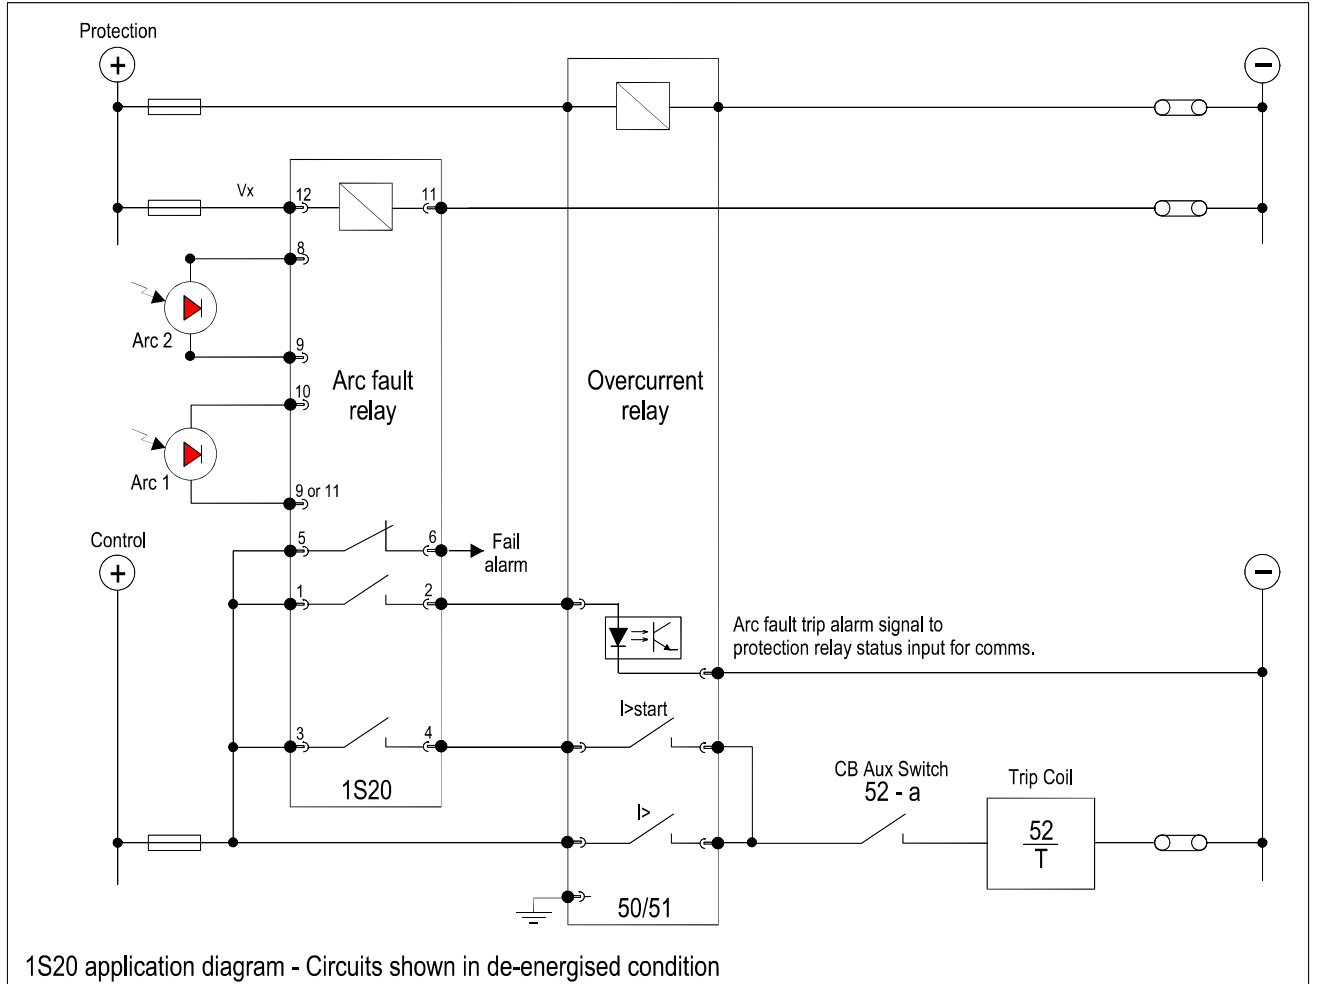 Protection
+
−
Vx
12
11
8
Arc 2
9
Arc fault
relay
Overcurrent
relay
10
Arc 1
9 or 11
5
6
Fail
alarm
Control
+
−
1
2
Arc fault trip alarm signal to
protection relay status input for comms.
I>start
3
4
1S20
CB Aux Switch
52 - a
Trip Coil
52
T
I>
50/51
1S20 application diagram - Circuits shown in de-energised condition